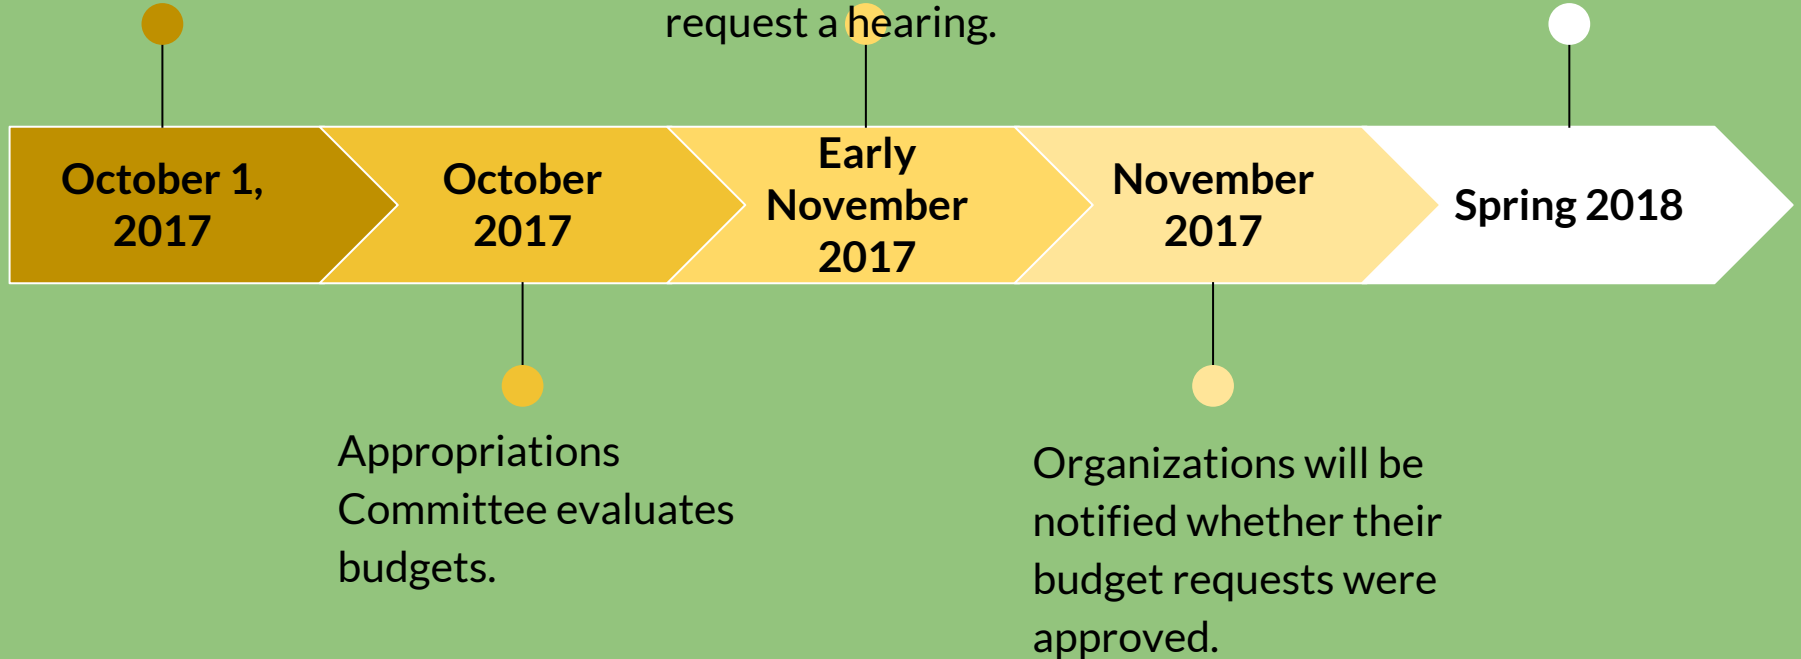 request a hearing.
October 1,
2017
October
2017
Early
November
2017
November
2017
Spring 2018
Appropriations
Committee evaluates
budgets.
Organizations will be
notified whether their
budget requests were
approved.